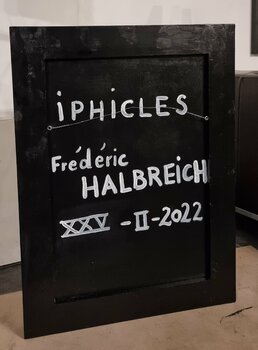 iPHICLES
Frédéric
HALBREiCH
XXV -II-2022